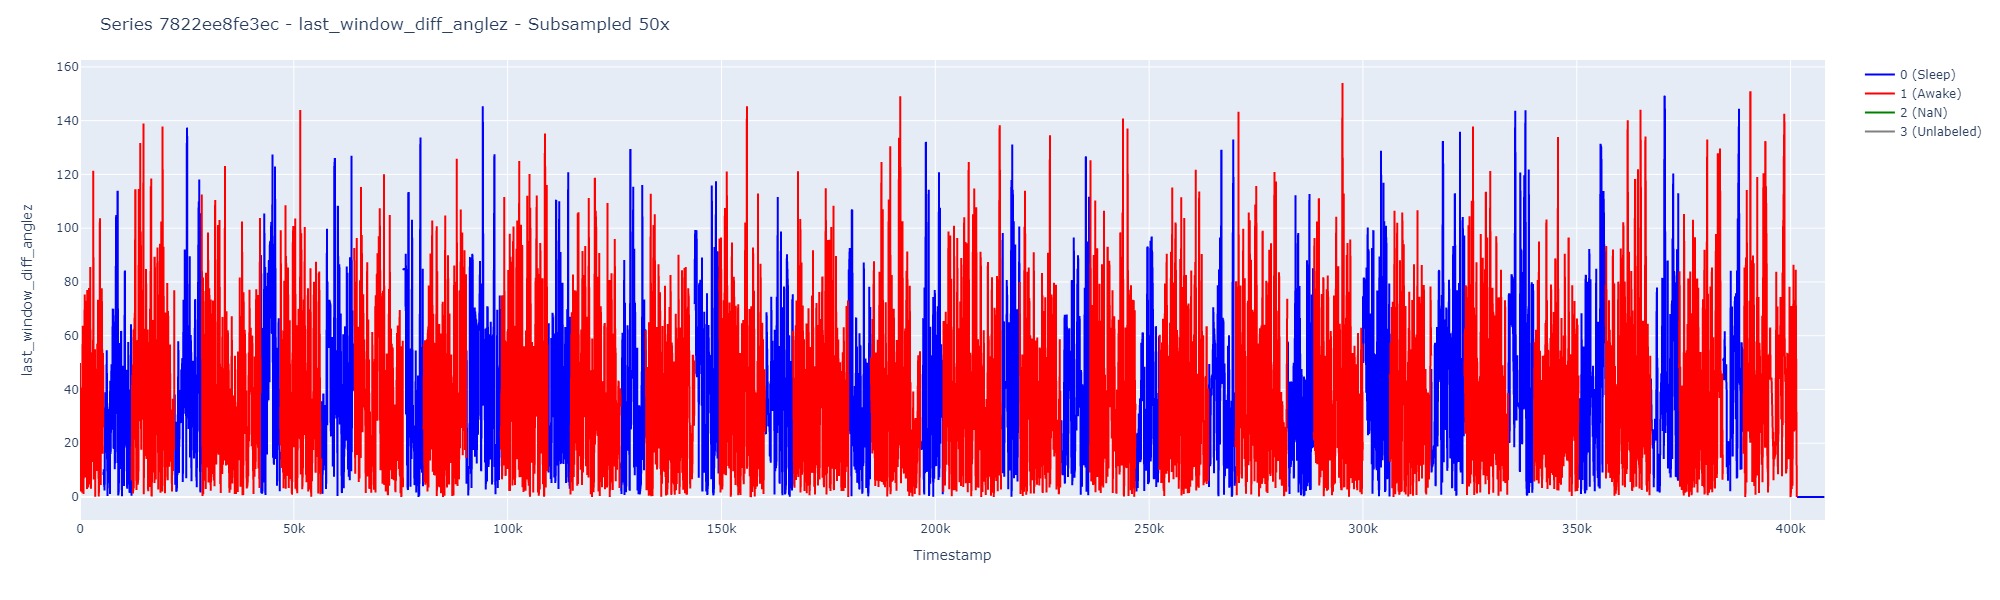 Series 7822ee8fe3ec - last_window_diff_anglez - Subsampled 50x
160
140
120
100
80
60
40
20
0
last_window_diff_anglez
0
50k
100k
150k
200k
250k
300k
350k
400k
Timestamp
0 (Sleep)
1 (Awake)
2 (NaN)
3 (Unlabeled)